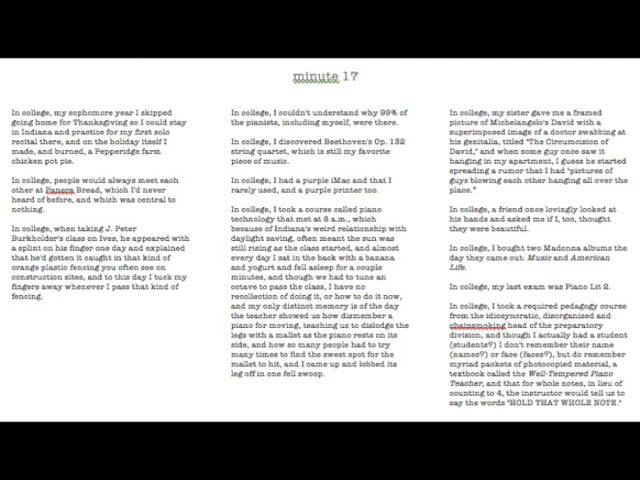 minute 17
In college, my sophomore year I skipped
going home for Thanksgiving so I could stay
in Indiana and practice for my first solo
recital there, and on the holiday itself I
made, and burned, a Pepperidge farm
chicken pot pie.
In college, people would always meet each
other at Panera Bread, which I'd never
heard of before, and which was central to
nothing.
In college, when taking J. Peter
Burkholder's class on Ives, he appeared with
a splint on his finger one day and explained
that he'd gotten it caught in that kind of
orange plastic fencing you often see on
construction sites, and to this day I tuck my
fingers away whenever I pass that kind of
fencing.
In college, I couldn't understand why 99% of
the pianists, including myself, were there.
In college, I discovered Beethoven's Op. 132
string quartet, which is still my favorite
piece of music.
In college, I had a purple iMac and that I
rarely used, and a purple printer too.
In college, I took a course called piano
technology that met at 8 a.m., which
because of Indiana's weird relationship with
daylight saving, often meant the sun was
still rising as the class started, and almost
every day I sat in the back with a banana
and yogurt and fell asleep for a couple
minutes, and though we had to tune an
octave to pass the class, I have no
recollection of doing it, or how to do it now,
and my only distinct memory is of the day
the teacher showed us how dismember a
piano for moving, teaching us to dislodge the
legs with a mallet as the piano rests on its
side, and how so many people had to try
many times to find the sweet spot for the
mallet to hit, and I came up and lobbed its
leg off in one fell swoop.
In college, my sister gave me a framed
picture of Michelangelo's David with a
superimposed image of a doctor swabbing at
his genitalia, titled "The Circumcision of
David," and when some guy once saw it
hanging in my apartment, I guess he started
spreading a rumor that I had "pictures of
guys blowing each other hanging all over the
place."
In college, a friend once lovingly looked at
his hands and asked me if I, too, thought
they were beautiful.
In college, I bought two Madonna albums the
day they came out: Music and American
Life.
In college, my last exam was Piano Lit 2.
In college, I took a required pedagogy course
from the idiosyncratic, disorganized and
chainsmoking head of the preparatory
division, and though I actually had a student
(students?) I don't remember their name
(names?) or face (faces?), but do remember
myriad packets of photocopied material, a
textbook called the Well-Tempered Piano
Teacher, and that for whole notes, in lieu of
counting to 4, the instructor would tell us to
say the words "HOLD THAT WHOLE NOTE."